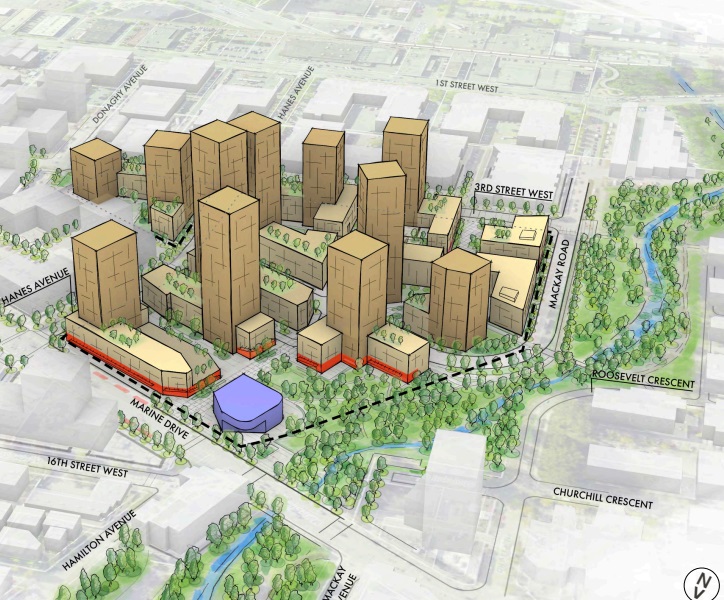 DONAGHY AVENUE
HANES AVENUE
1ST STREET WEST
3RD STREET WEST
MACKAY ROAD
HANES AVENUE
ROOSEVELT CRESCENT
MARINE DRIVE
16TH STREET WEST
CHURCHILL CRESCENT
HAMILTON AVENUE
MACKAY
AVENUE
N